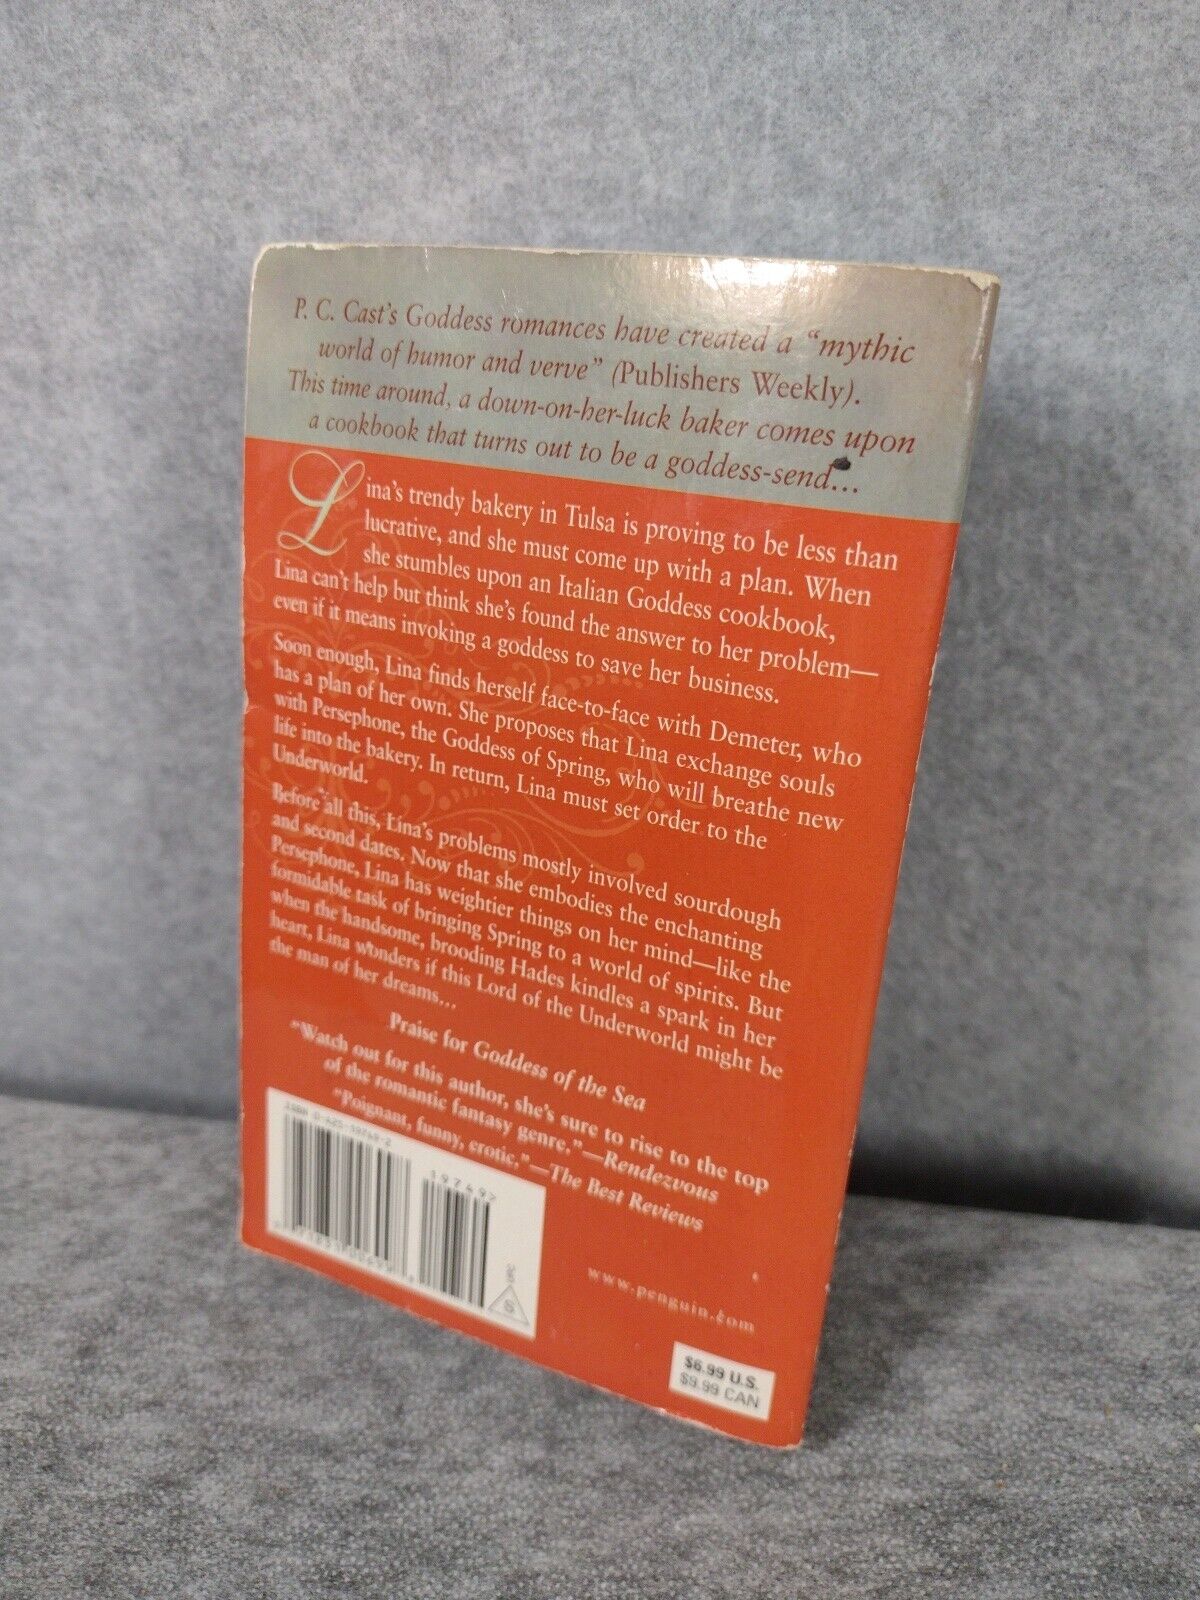 P. C. Cast's Goddess romances have created a "mythic
world of humor and verve" (Publishers Weekly).
This time around, a down-on-her-luck baker comes upon
a cookbook that turns out to be a goddess-send...
Lina's trendy bakery in Tulsa is proving to be less than
lucrative, and she must come up with a plan. When
she stumbles upon an Italian Goddess cookbook,
Lina can't help but think she's found the answer to her problem—
even if it means invoking a goddess to save her business.
Soon enough, Lina finds herself face-to-face with Demeter, who
has a plan of her own. She proposes that Lina exchange souls
with Persephone, the Goddess of Spring, who will breathe new
life into the bakery. In return, Lina must set order to the
Underworld.
Before all this, Lina's problems mostly involved sourdough
and second dates. Now that she embodies the enchanting
Persephone, Lina has weightier things on her mind—like the
formidable task of bringing Spring to a world of spirits. But
when the handsome, brooding Hades kindles a spark in her
heart, Lina wonders if this Lord of the Underworld might be
the man of her dreams...
Praise for Goddess of the Sea
"Watch out for this author, she's sure to rise to the top
of the romantic fantasy genre."—Rendezvous
"Poignant, funny, erotic."—The Best Reviews
ISBN 0-425-19749-2
19749>
S
www.penguin.com
$6.99 U.S.
$9.99 CAN